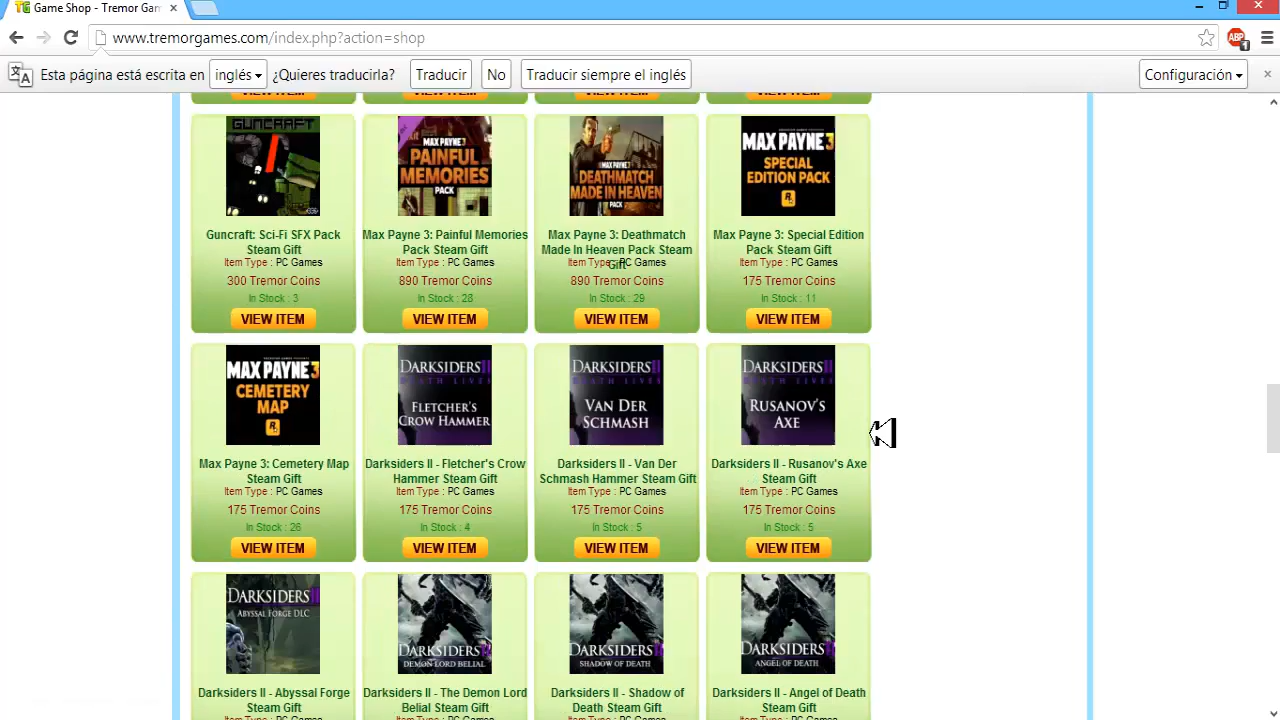 Game Shop - Tremor Gam
www.tremorgames.com/index.php?action=shop
ABP
1
Esta página está escrita en inglés ¿Quieres traducirla? Traducir No Traducir siempre el inglés Configuración
VIEW ITEM VIEW ITEM VIEW ITEM VIEW ITEM
GUNCRAFT
MAX PAYNE 3
PAINFUL
MEMORIES
PACK
MAX PAYNE 3
DEATHMATCH
MADE IN HEAVEN
PACK
MAX PAYNE 3
SPECIAL
EDITION PACK
Guncraft: Sci-Fi SFX Pack
Steam Gift
Item Type : PC Games
300 Tremor Coins
In Stock : 3
VIEW ITEM
Max Payne 3: Painful Memories
Pack Steam Gift
Item Type : PC Games
890 Tremor Coins
In Stock : 28
VIEW ITEM
Max Payne 3: Deathmatch
Made In Heaven Pack Steam
Gift
Item Type : PC Games
890 Tremor Coins
In Stock : 29
VIEW ITEM
Max Payne 3: Special Edition
Pack Steam Gift
Item Type : PC Games
175 Tremor Coins
In Stock : 11
VIEW ITEM
MAX PAYNE 3
CEMETERY
MAP
DARKSIDERS II
DEATH LIVES
FLETCHER'S
CROW HAMMER
DARKSIDERS II
DEATH LIVES
VAN DER
SCHMASH
DARKSIDERS II
DEATH LIVES
RUSANOV'S
AXE
Max Payne 3: Cemetery Map
Steam Gift
Item Type : PC Games
175 Tremor Coins
In Stock : 26
VIEW ITEM
Darksiders II - Fletcher's Crow
Hammer Steam Gift
Item Type : PC Games
175 Tremor Coins
In Stock : 4
VIEW ITEM
Darksiders II - Van Der
Schmash Hammer Steam Gift
Item Type : PC Games
175 Tremor Coins
In Stock : 5
VIEW ITEM
Darksiders II - Rusanov's Axe
Steam Gift
Item Type : PC Games
175 Tremor Coins
In Stock : 5
VIEW ITEM
DARKSIDERS II
ABYSSAL FORGE DLC
DARKSIDERS II
DEMON LORD BELIAL
DARKSIDERS II
SHADOW OF DEATH
DARKSIDERS II
ANGEL OF DEATH
Darksiders II - Abyssal Forge
Steam Gift
Darksiders II - The Demon Lord
Belial Steam Gift
Darksiders II - Shadow of
Death Steam Gift
Darksiders II - Angel of Death
Steam Gift